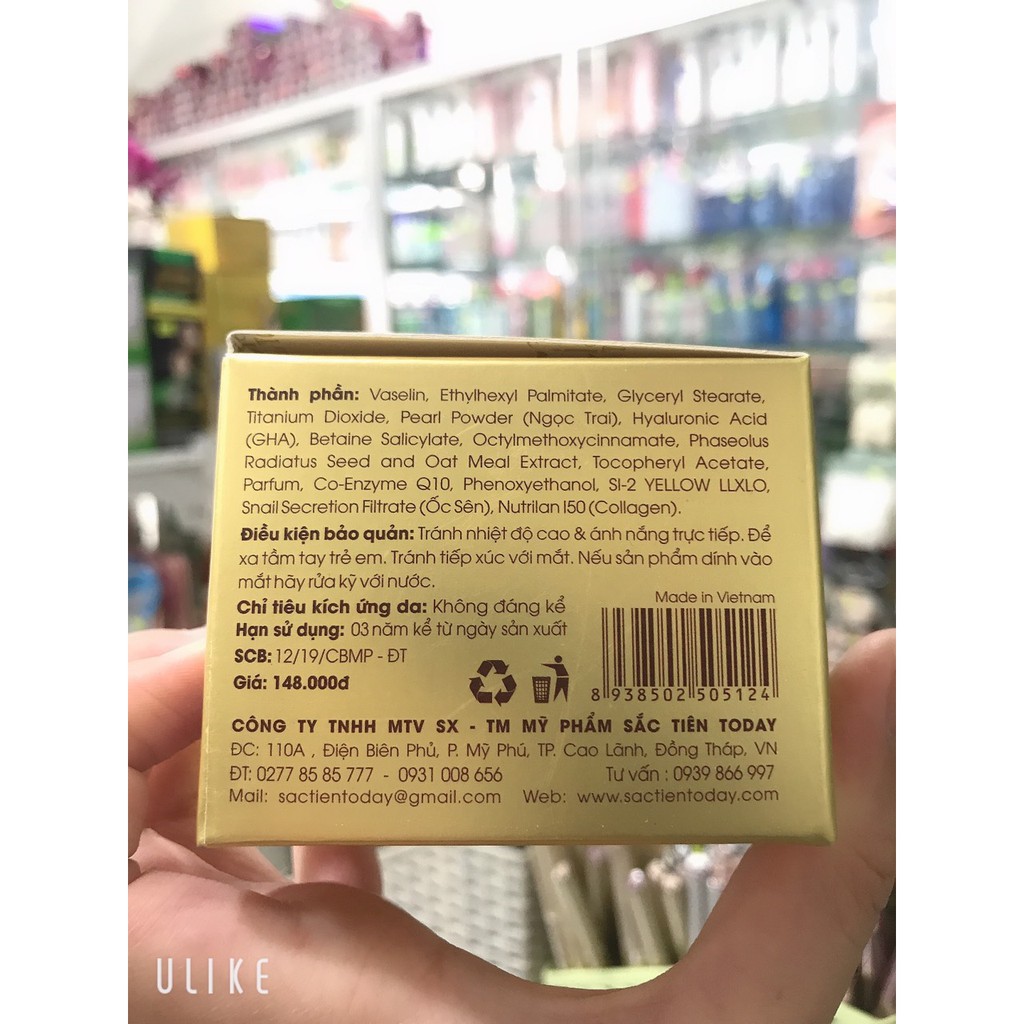 Thành phần: Vaselin, Ethylhexyl Palmitate, Glyceryl Stearate,
Titanium Dioxide, Pearl Powder (Ngọc Trai), Hyaluronic Acid
(GHA), Betaine Salicylate, Octylmethoxycinnamate, Phaseolus
Radiatus Seed and Oat Meal Extract, Tocopheryl Acetate,
Parfum, Co-Enzyme Q10, Phenoxyethanol, SI-2 YELLOW LLXLO,
Snail Secretion Filtrate (Ốc Sên), Nutrilan I50 (Collagen).
Điều kiện bảo quản: Tránh nhiệt độ cao & ánh nắng trực tiếp. Để
xa tầm tay trẻ em. Tránh tiếp xúc với mắt. Nếu sản phẩm dính vào
mắt hãy rửa kỹ với nước.
Made in Vietnam
Chỉ tiêu kích ứng da: Không đáng kể
Hạn sử dụng: 03 năm kể từ ngày sản xuất
SCB: 12/19/CBMP - ĐT
Giá: 148.000đ
8 938502 505124
CÔNG TY TNHH MTV SX - TM MỸ PHẨM SẮC TIÊN TODAY
ĐC: 110A , Điện Biên Phủ, P. Mỹ Phú, TP. Cao Lãnh, Đồng Tháp, VN
ĐT: 0277 85 85 777 - 0931 008 656 Tư vấn : 0939 866 997
Mail: sactientoday@gmail.com Web: www.sactientoday.com
ULIKE